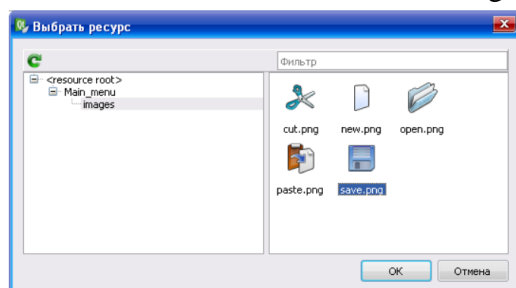 Выбрать ресурс
Фильтр
<resource root>
Main_menu
images
cut.png new.png open.png
paste.png save.png
OK Отмена